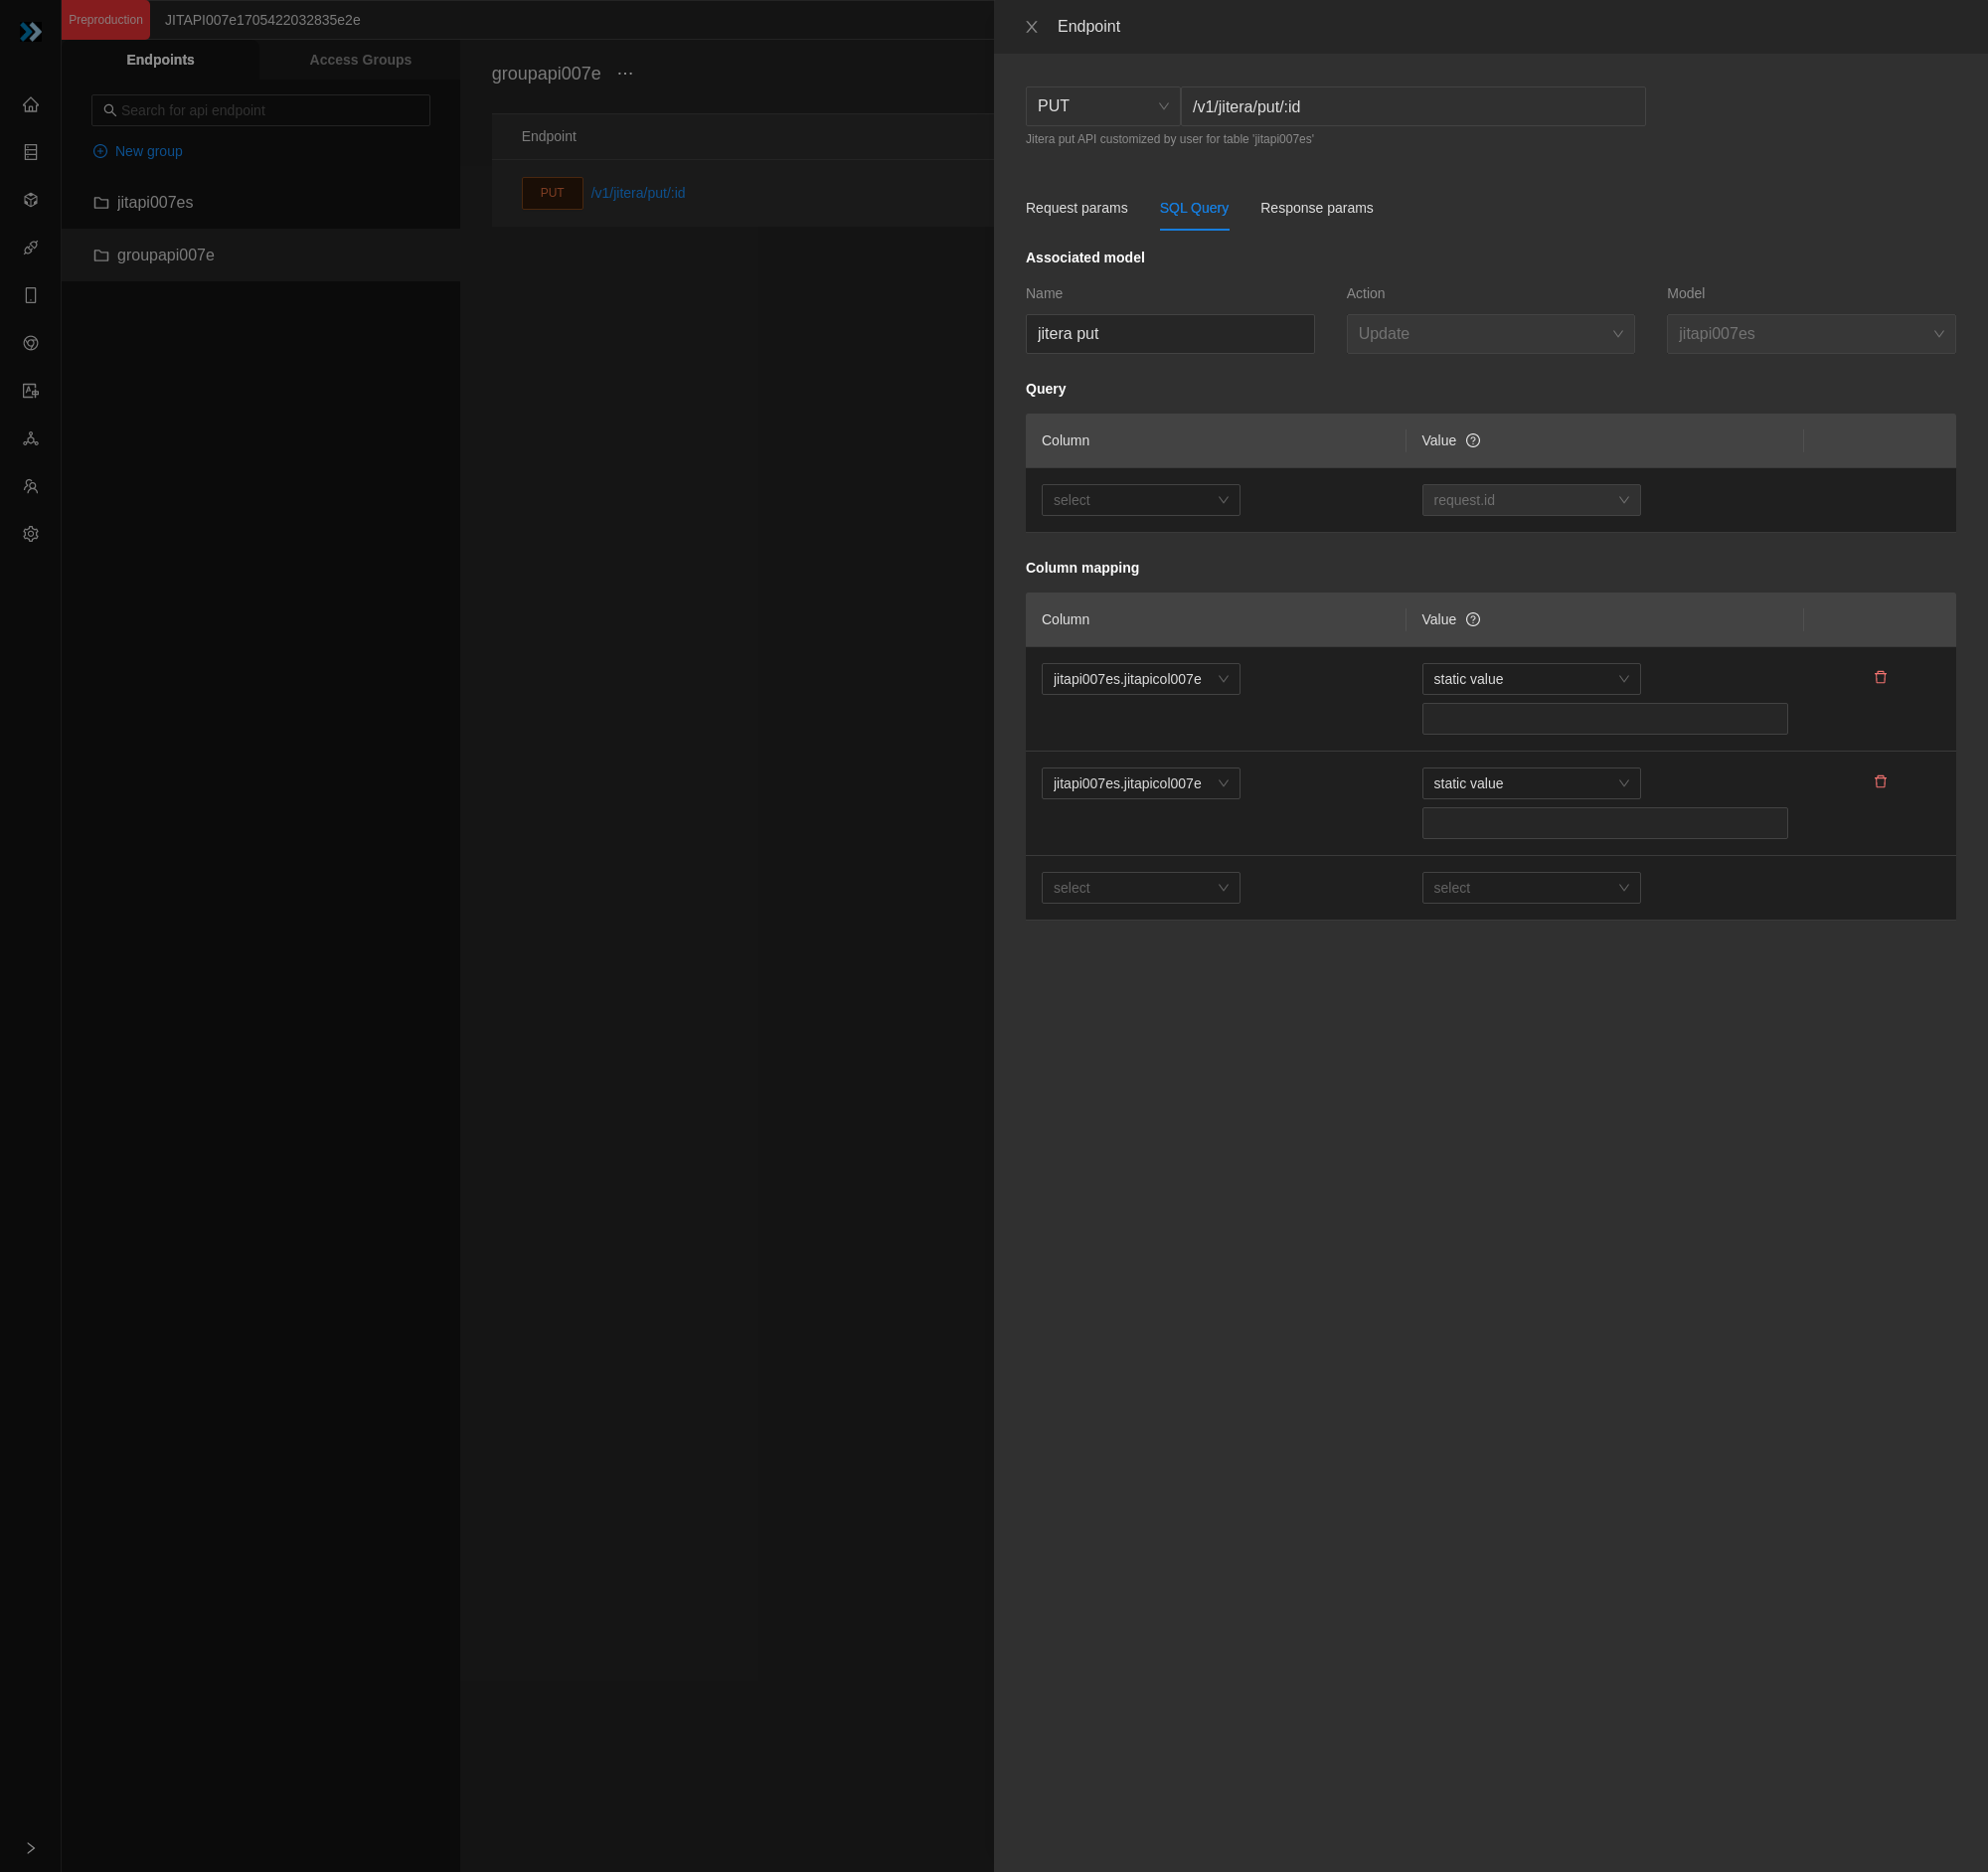 Preproduction
JITAPI007e1705422032835e2e
Endpoints
Access Groups
Search for api endpoint
New group
jitapi007es
groupapi007e
groupapi007e
Endpoint
PUT /v1/jitera/put/:id
Endpoint
PUT
/v1/jitera/put/:id
Jitera put API customized by user for table 'jitapi007es'
Request params
SQL Query
Response params
Associated model
Name
Action
Model
jitera put
Update
jitapi007es
Query
Column
Value
select
request.id
Column mapping
Column
Value
jitapi007es.jitapicol007e
static value
jitapi007es.jitapicol007e
static value
select
select